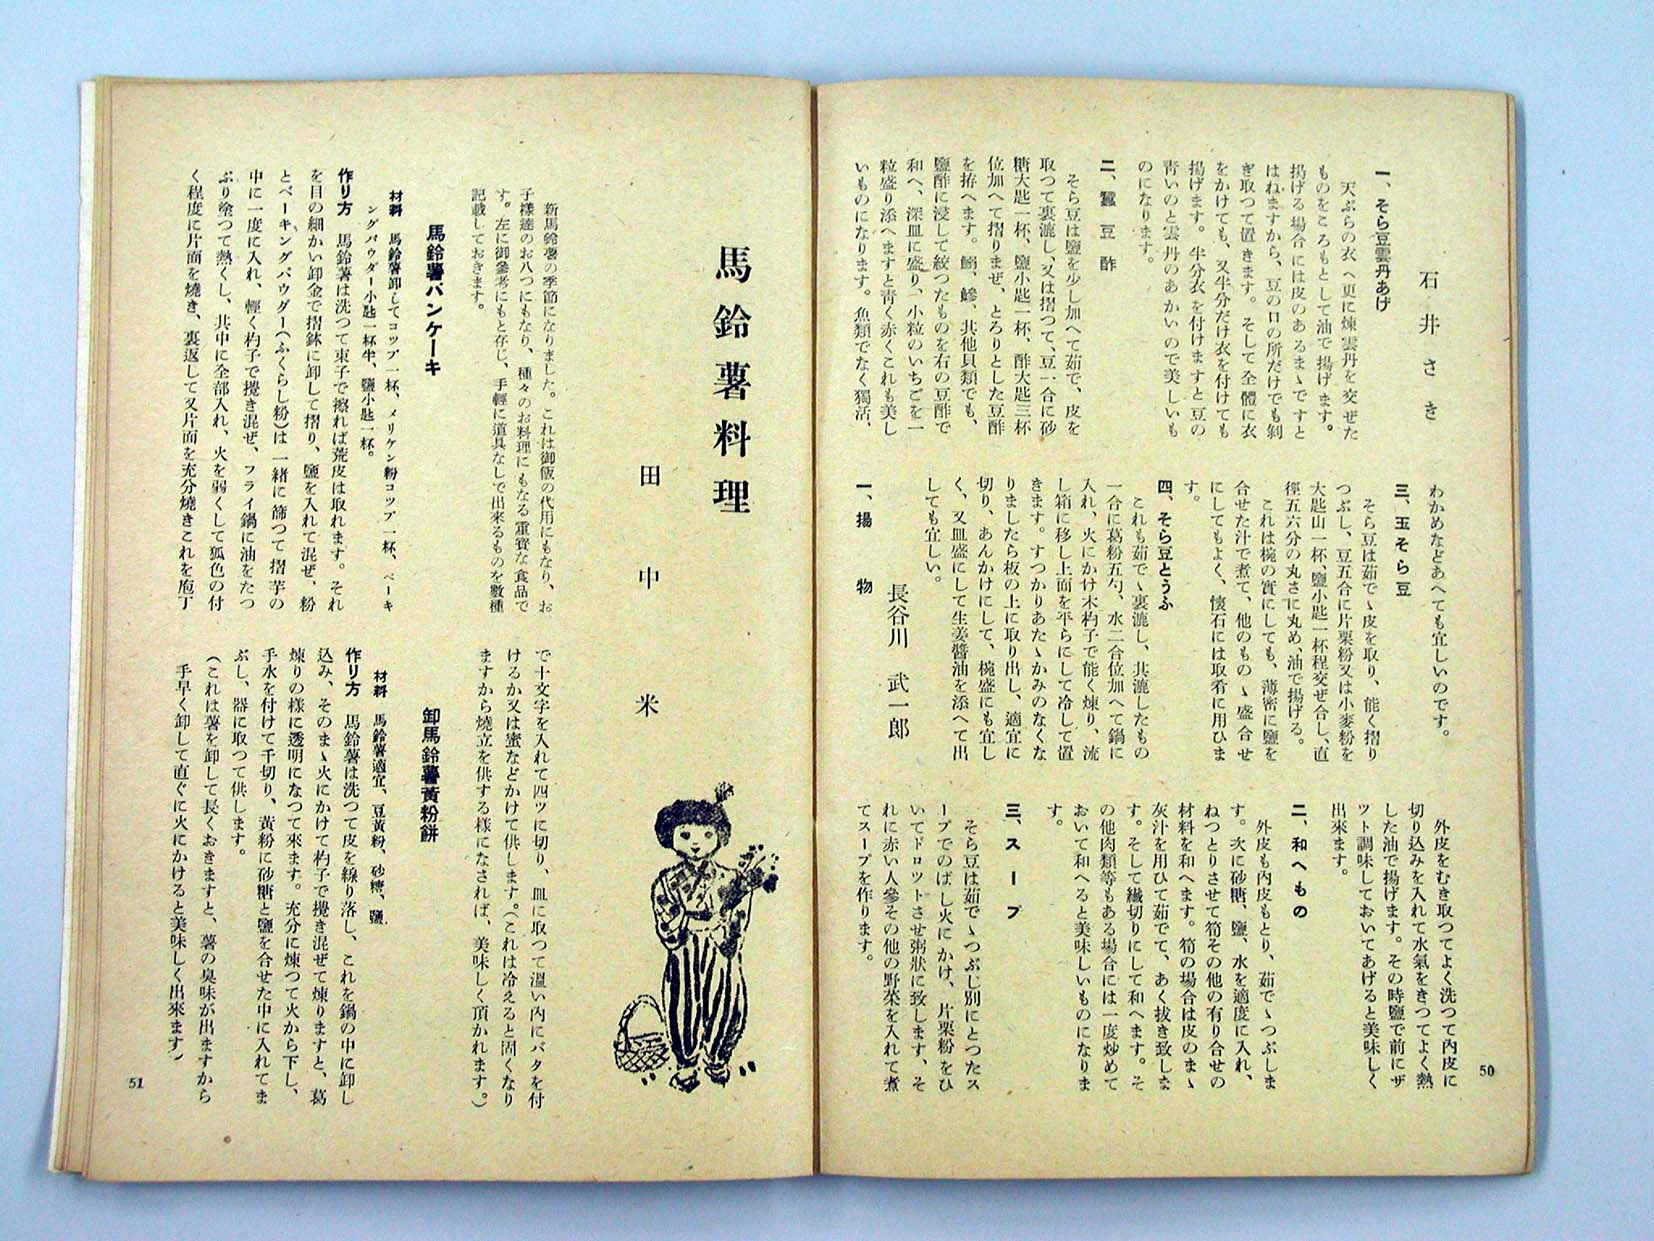 石井さき
一、そら豆雲丹あげ
天ぷらの衣へ更に煉雲丹を交ぜた
ものをころもとして油で揚げます。
揚げる場合には皮のあるまゝですと
はねますから、豆の口の所だけでも剝
ぎ取つて置きます。そして全體に衣
をかけても、又半分だけ衣を付けても
揚げます。半分衣を付けますと豆の
靑いのと雲丹のあかいので美しいも
のになります。
二、蠶豆酢
そら豆は鹽を少し加へて茹で、皮を
取つて裏漉し、又は摺つて、豆一合に砂
糖大匙一杯、鹽小匙一杯、酢大匙三杯
位加へて摺りまぜ、とろりとした豆酢
を拵へます。鯣、鰺、其他貝類でも、
鹽酢に浸して絞つたものを右の豆酢で
和へ、深皿に盛り、小粒のいちごを一
粒盛り添へますと靑く赤くこれも美し
いものになります。魚類でなく獨活、
わかめなどあへても宜しいのです。
三、玉そら豆
そら豆は茹で、皮を取り、能く摺り
つぶし、豆五合に片栗粉又は小麥粉を
大匙山一杯、鹽小匙一杯程交ぜ合し、直
徑五六分の丸さに丸め、油で揚げる。
これは椀の實にしても、薄密に鹽を
合せた汁で煮て、他のものゝ盛合せ
にしてもよく、懷石には取肴に用ひま
す。
四、そら豆とうふ
これも茹でゝ裏漉し、其漉したもの
一合に葛粉五勺、水二合位加へて鍋に
入れ、火にかけ木杓子で能く煉り、流
し箱に移し上面を平らにして冷して置
きます。すつかりあたゝかみのなくな
りましたら板の上に取り出し、適宜に
切り、あんかけにして、椀盛にも宜し
く、又皿盛にして生姜醬油を添へて出
しても宜しい。
長谷川武一郎
一、揚物
外皮をむき取つてよく洗つて內皮に
切り込みを入れて水氣をきつてよく熱
した油で揚げます。その時鹽で前にザ
ツト調味しておいてあげると美味しく
出來ます。
二、和へもの
外皮も內皮もとり、茹でゝつぶしま
す。次に砂糖、鹽、水を適度に入れ、
ねつとりさせて筍その他の有り合せの
材料を和へます。筍の場合は皮のまゝ
灰汁を用ひて茹でて、あく拔き致しま
す。そして纎切りにして和へます。そ
の他肉類等もある場合には一度炒めて
おいて和へると美味しいものになりま
す。
三、スープ
そら豆は茹でゝつぶし別にとつたス
ープでのばし火にかけ、片栗粉をひ
いてドロツトさせ粥狀に致します、そ
れに赤い人參その他の野菜を入れて煮
てスープを作ります。
50
馬鈴薯料理
田中米
新馬鈴薯の季節になりました。これは御飯の代用にもなり、お
子樣達のお八つにもなり、種々のお料理にもなる重寳な食品で
す。左に御參考にもと存じ、手輕に道具なしで出來るものを數種
記載しておきます。
馬鈴薯パンケーキ
材料　馬鈴薯卸してコツプ一杯、メリケン粉コツプ一杯、ベーキ
ングパウダー小匙一杯半、鹽小匙一杯。
作り方　馬鈴薯は洗つて束子で擦れば荒皮は取れます。それ
を目の細かい卸金で摺鉢に卸して摺り、鹽を入れて混ぜ、粉
とベーキングパウダー(ふくらし粉)は一緖に篩つて摺芋の
中に一度に入れ、輕く杓子で攪き混ぜ、フライ鍋に油をたつ
ぷり塗つて熱くし、其中に全部入れ、火を弱くして狐色の付
く程度に片面を燒き、裏返して又片面を充分燒きこれを庖丁
で十文字を入れて四ツに切り、皿に取つて溫い內にバタを付
けるか又は蜜などかけて供します。(これは冷えると固くなり
ますから燒立を供する樣になされば、美味しく頂かれます。)
卸馬鈴薯黃粉餅
材料　馬鈴薯適宜、豆黃粉、砂糖、鹽
作り方　馬鈴薯は洗つて皮を線り落し、これを鍋の中に卸し
込み、そのまゝ火にかけて杓子で攪き混ぜて煉りますと、葛
煉りの樣に透明になつて來ます。充分に煉つて火から下し、
手水を付けて千切り、黃粉に砂糖と鹽を合せた中に入れてま
ぶし、器に取つて供します。
(これは薯を卸して長くおきますと、薯の臭味が出ますから
手早く卸して直ぐに火にかけると美味しく出來ます)
51